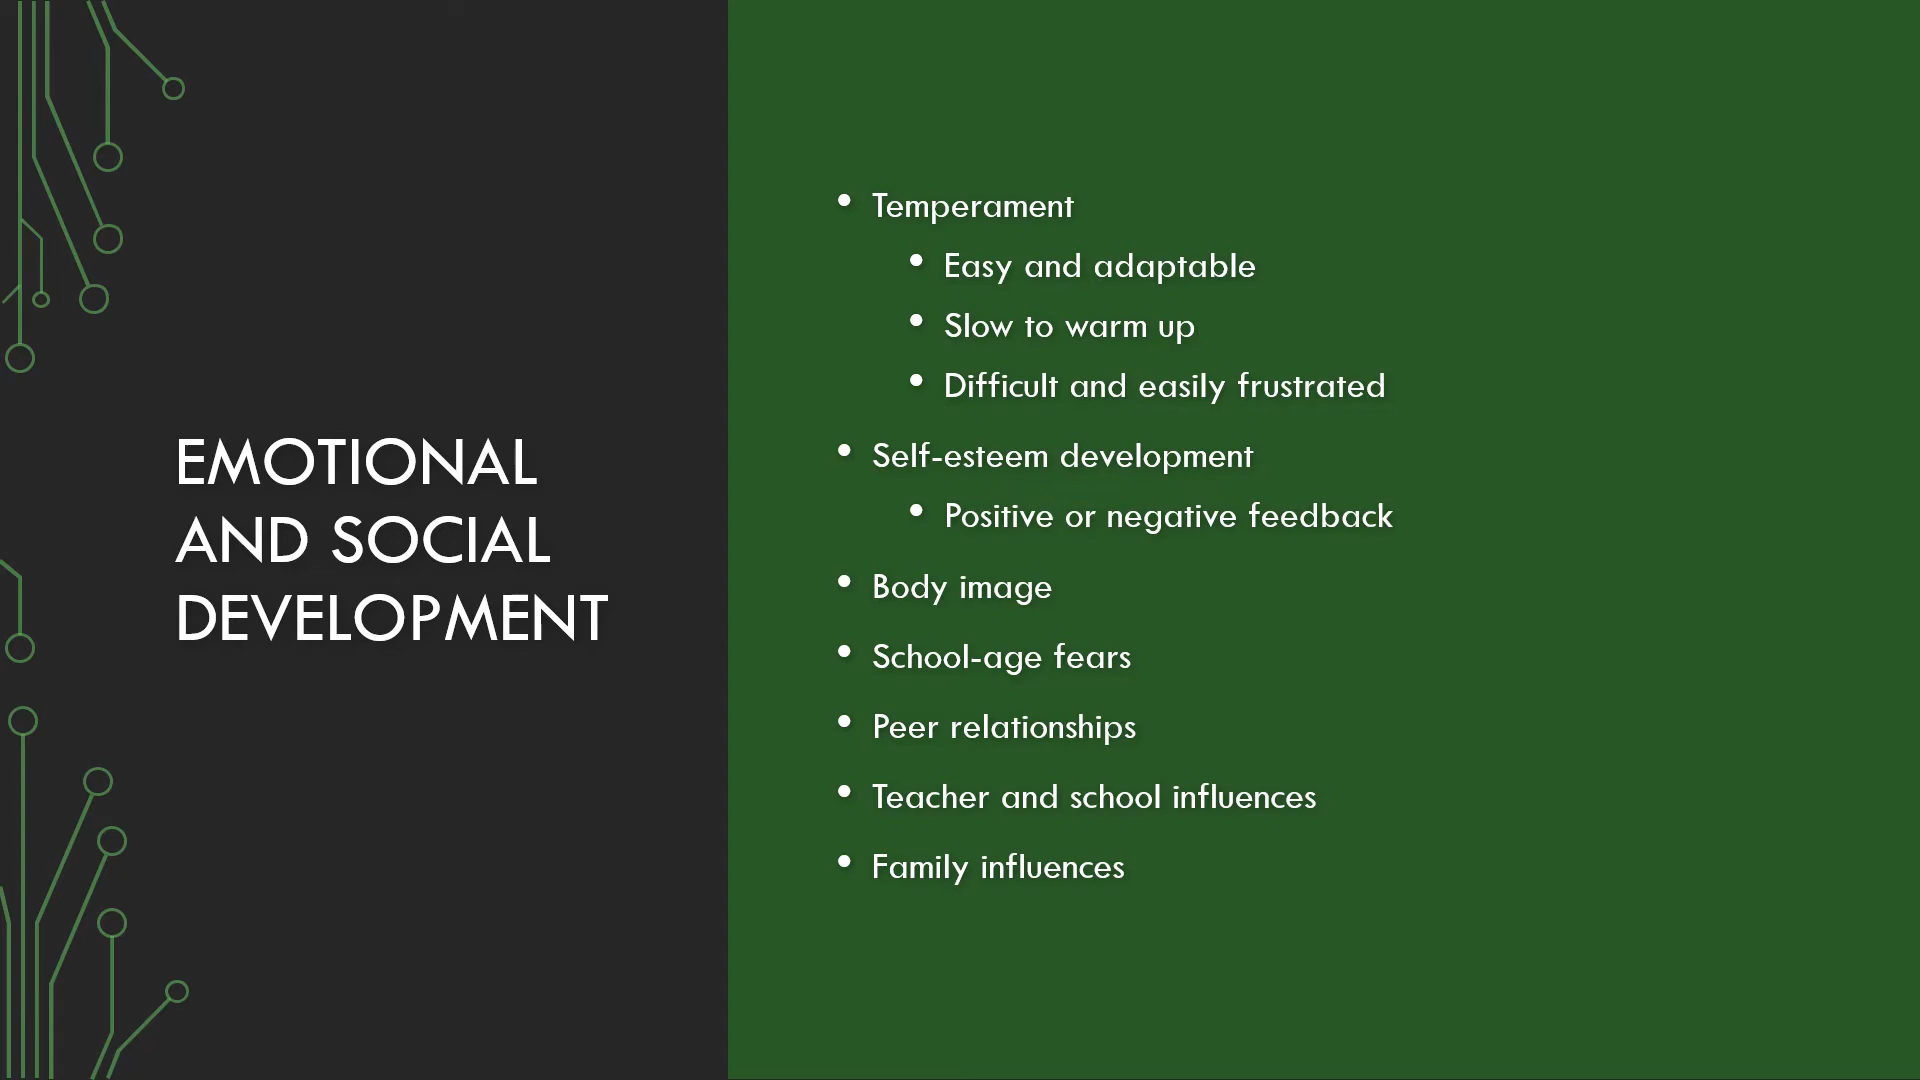 EMOTIONAL
AND SOCIAL
DEVELOPMENT
• Temperament
• Easy and adaptable
• Slow to warm up
• Difficult and easily frustrated
• Self-esteem development
• Positive or negative feedback
• Body image
• School-age fears
• Peer relationships
• Teacher and school influences
• Family influences